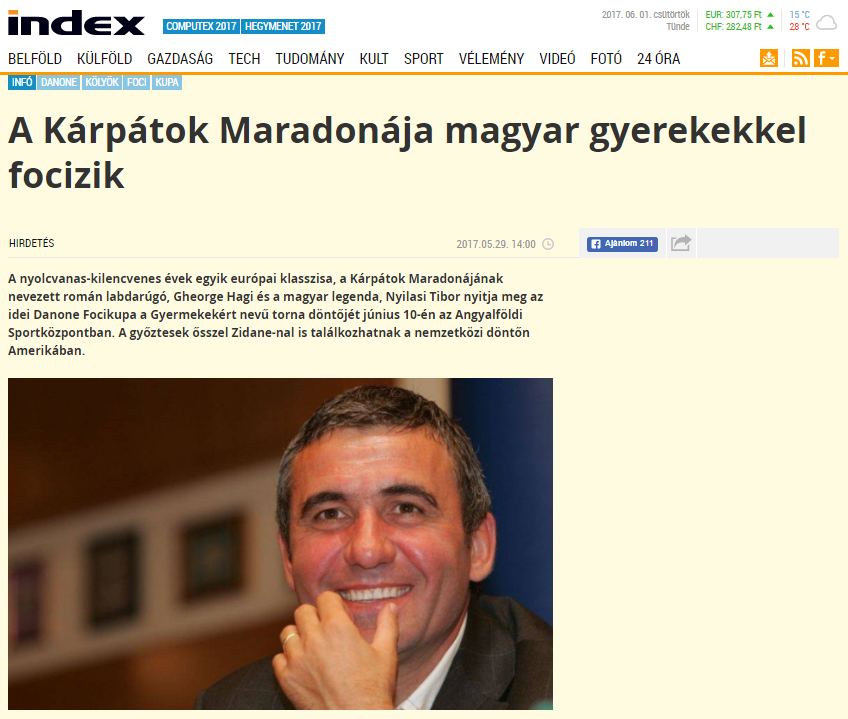 index
COMPUTEX 2017 HEGYMENET 2017
2017. 06. 01. csütörtök
Tünde
EUR: 307,75 Ft
CHF: 282,48 Ft
15 °C
28 °C
BELFÖLD KÜLFÖLD GAZDASÁG TECH TUDOMÁNY KULT SPORT VÉLEMÉNY VIDEÓ FOTÓ 24 ÓRA
INFÓ DANONE KÖLYÖK FOCI KUPA
A Kárpátok Maradonája magyar gyerekekkel
focizik
HIRDETÉS
2017.05.29. 14:00
Ajánlom 211
A nyolcvanas-kilencvenes évek egyik európai klasszisa, a Kárpátok Maradonájának
nevezett román labdarúgó, Gheorge Hagi és a magyar legenda, Nyilasi Tibor nyitja meg az
idei Danone Focikupa a Gyermekekért nevű torna döntőjét június 10-én az Angyalföldi
Sportközpontban. A győztesek ősszel Zidane-nal is találkozhatnak a nemzetközi döntőn
Amerikában.